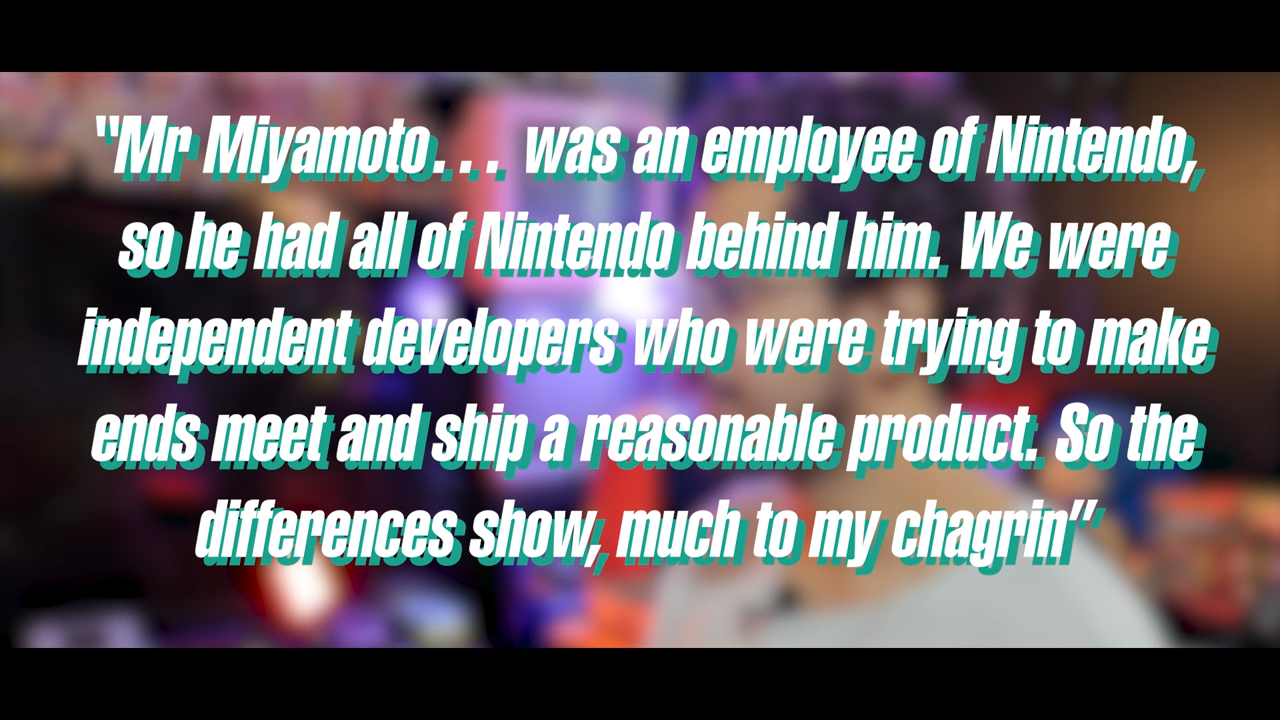 “Mr Miyamoto. . . was an employee of Nintendo,
so he had all of Nintendo behind him. We were
independent developers who were trying to make
ends meet and ship a reasonable product. So the
differences show, much to my chagrin”